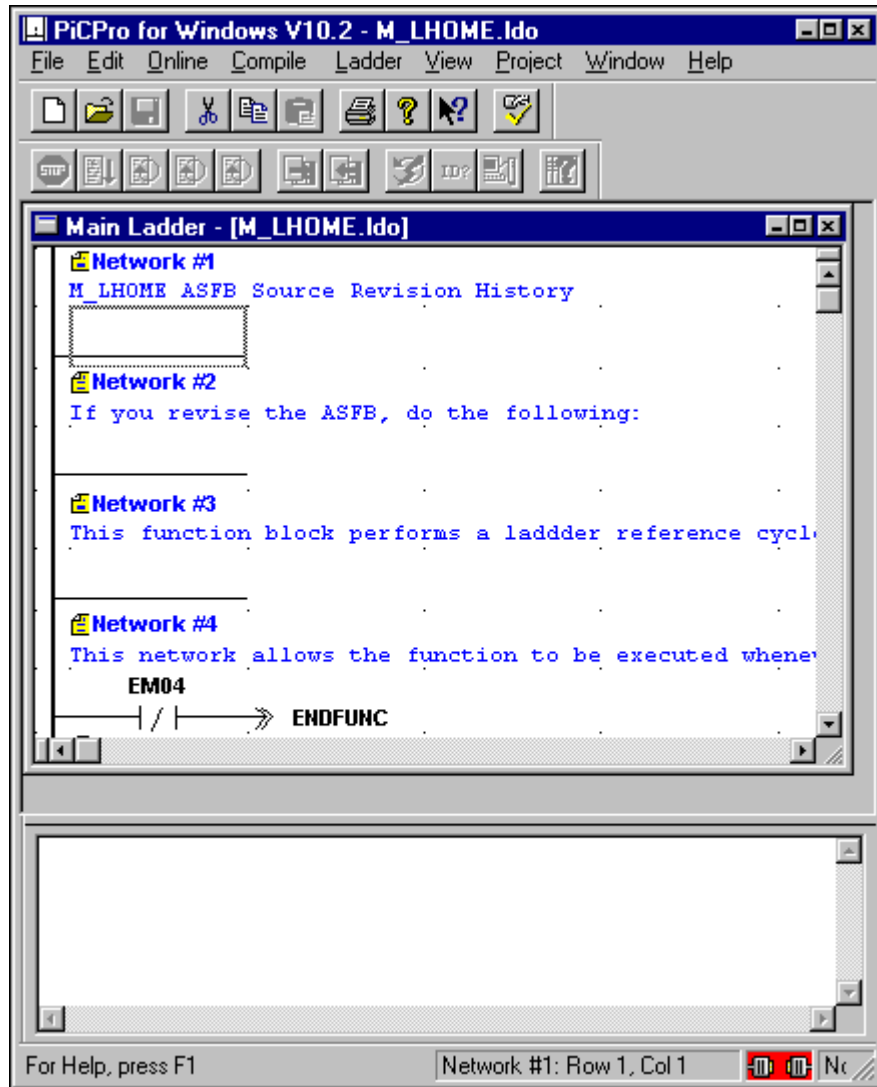 PiCPro for Windows V10.2 - M_LHOME.ldo
File Edit Online Compile Ladder View Project Window Help
STOP ID?
Main Ladder - [M_LHOME.ldo]
Network #1
M_LHOME ASFB Source Revision History
Network #2
If you revise the ASFB, do the following:
Network #3
This function block performs a laddder reference cycl
Network #4
This network allows the function to be executed whenev
EM04
ENDFUNC
For Help, press F1 Network #1: Row 1, Col 1 No